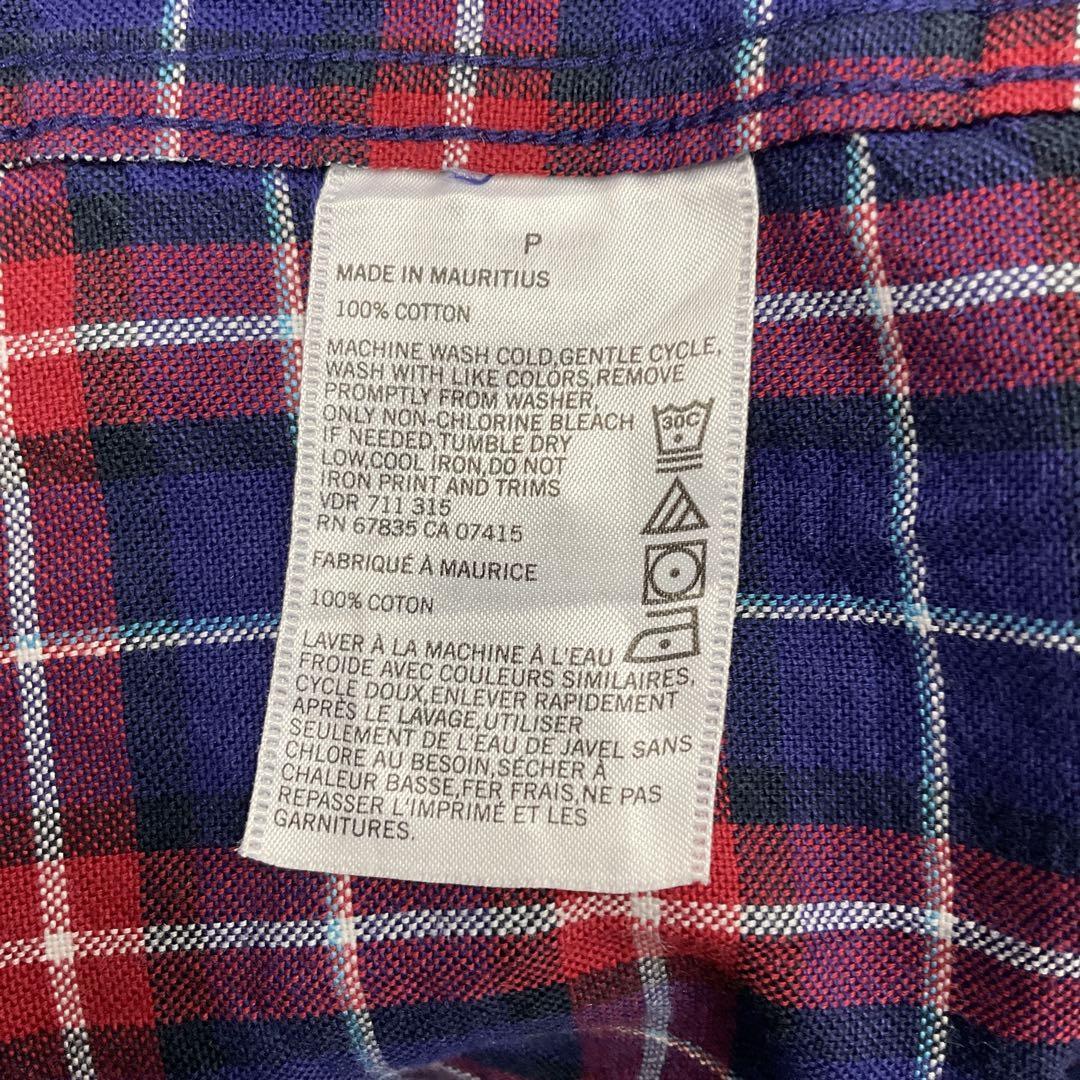 P
MADE IN MAURITIUS
100% COTTON
MACHINE WASH COLD,GENTLE CYCLE,
WASH WITH LIKE COLORS,REMOVE
PROMPTLY FROM WASHER,
ONLY NON-CHLORINE BLEACH
IF NEEDED,TUMBLE DRY
LOW,COOL IRON,DO NOT
IRON PRINT AND TRIMS
VDR 711 315
RN 67835 CA 07415
30C
FABRIQUÉ À MAURICE
100% COTON
LAVER À LA MACHINE À L'EAU
FROIDE AVEC COULEURS SIMILAIRES,
CYCLE DOUX,ENLEVER RAPIDEMENT
APRÈS LE LAVAGE,UTILISER
SEULEMENT DE L'EAU DE JAVEL SANS
CHLORE AU BESOIN,SÉCHER À
CHALEUR BASSE,FER FRAIS,NE PAS
REPASSER L'IMPRIMÉ ET LES
GARNITURES.